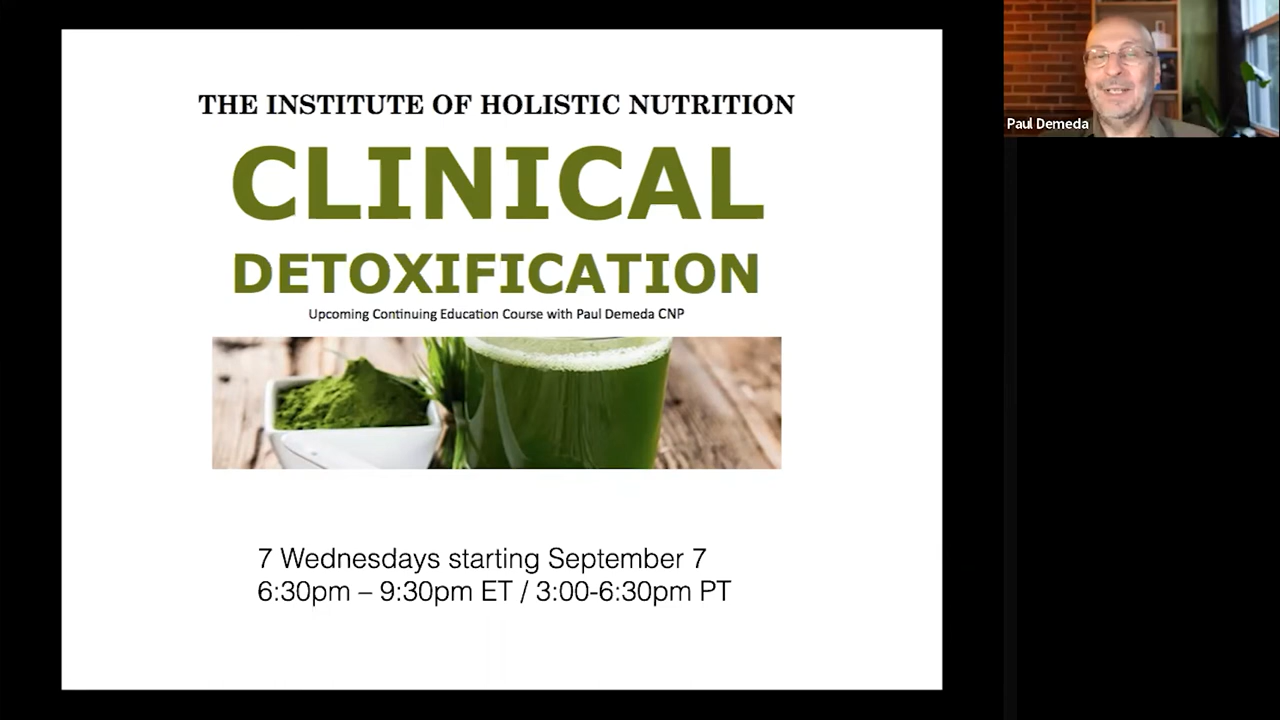 THE INSTITUTE OF HOLISTIC NUTRITION
CLINICAL
DETOXIFICATION
Upcoming Continuing Education Course with Paul Demeda CNP
7 Wednesdays starting September 7
6:30pm – 9:30pm ET / 3:00-6:30pm PT
Paul Demeda